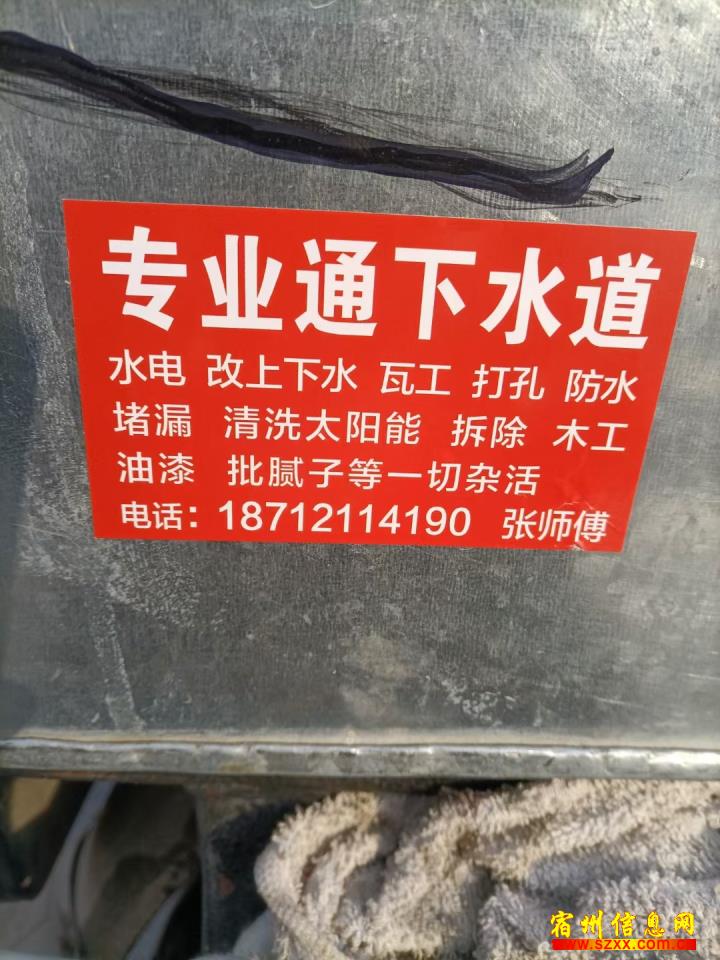 专业通下水道
水电 改上下水 瓦工 打孔 防水
堵漏 清洗太阳能 拆除 木工
油漆 批腻子等一切杂活
电话：18712114190 张师傅
宿州信息网
www.szxx.com.cn